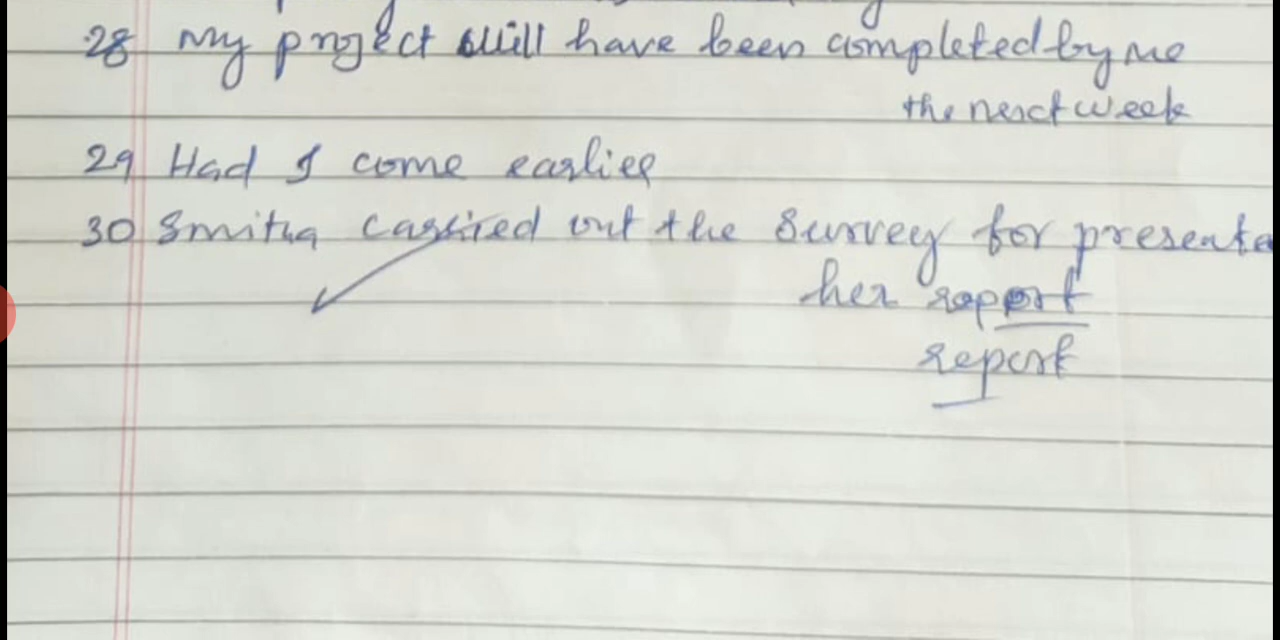 28 My project will have been completed by me
the next week
29 Had I come earlier
30 Smitha carried out the survey for presenta
her report
report